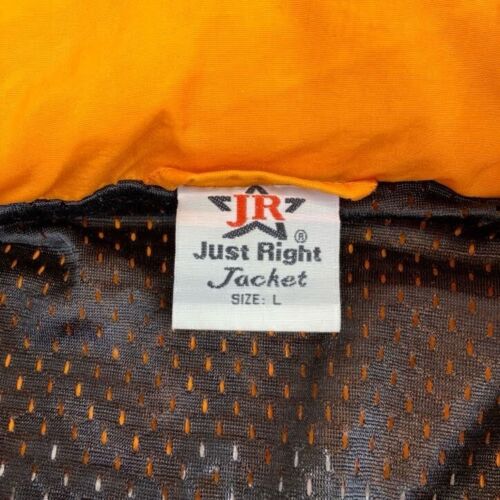 JR
Just Right ®
Jacket
SIZE: L